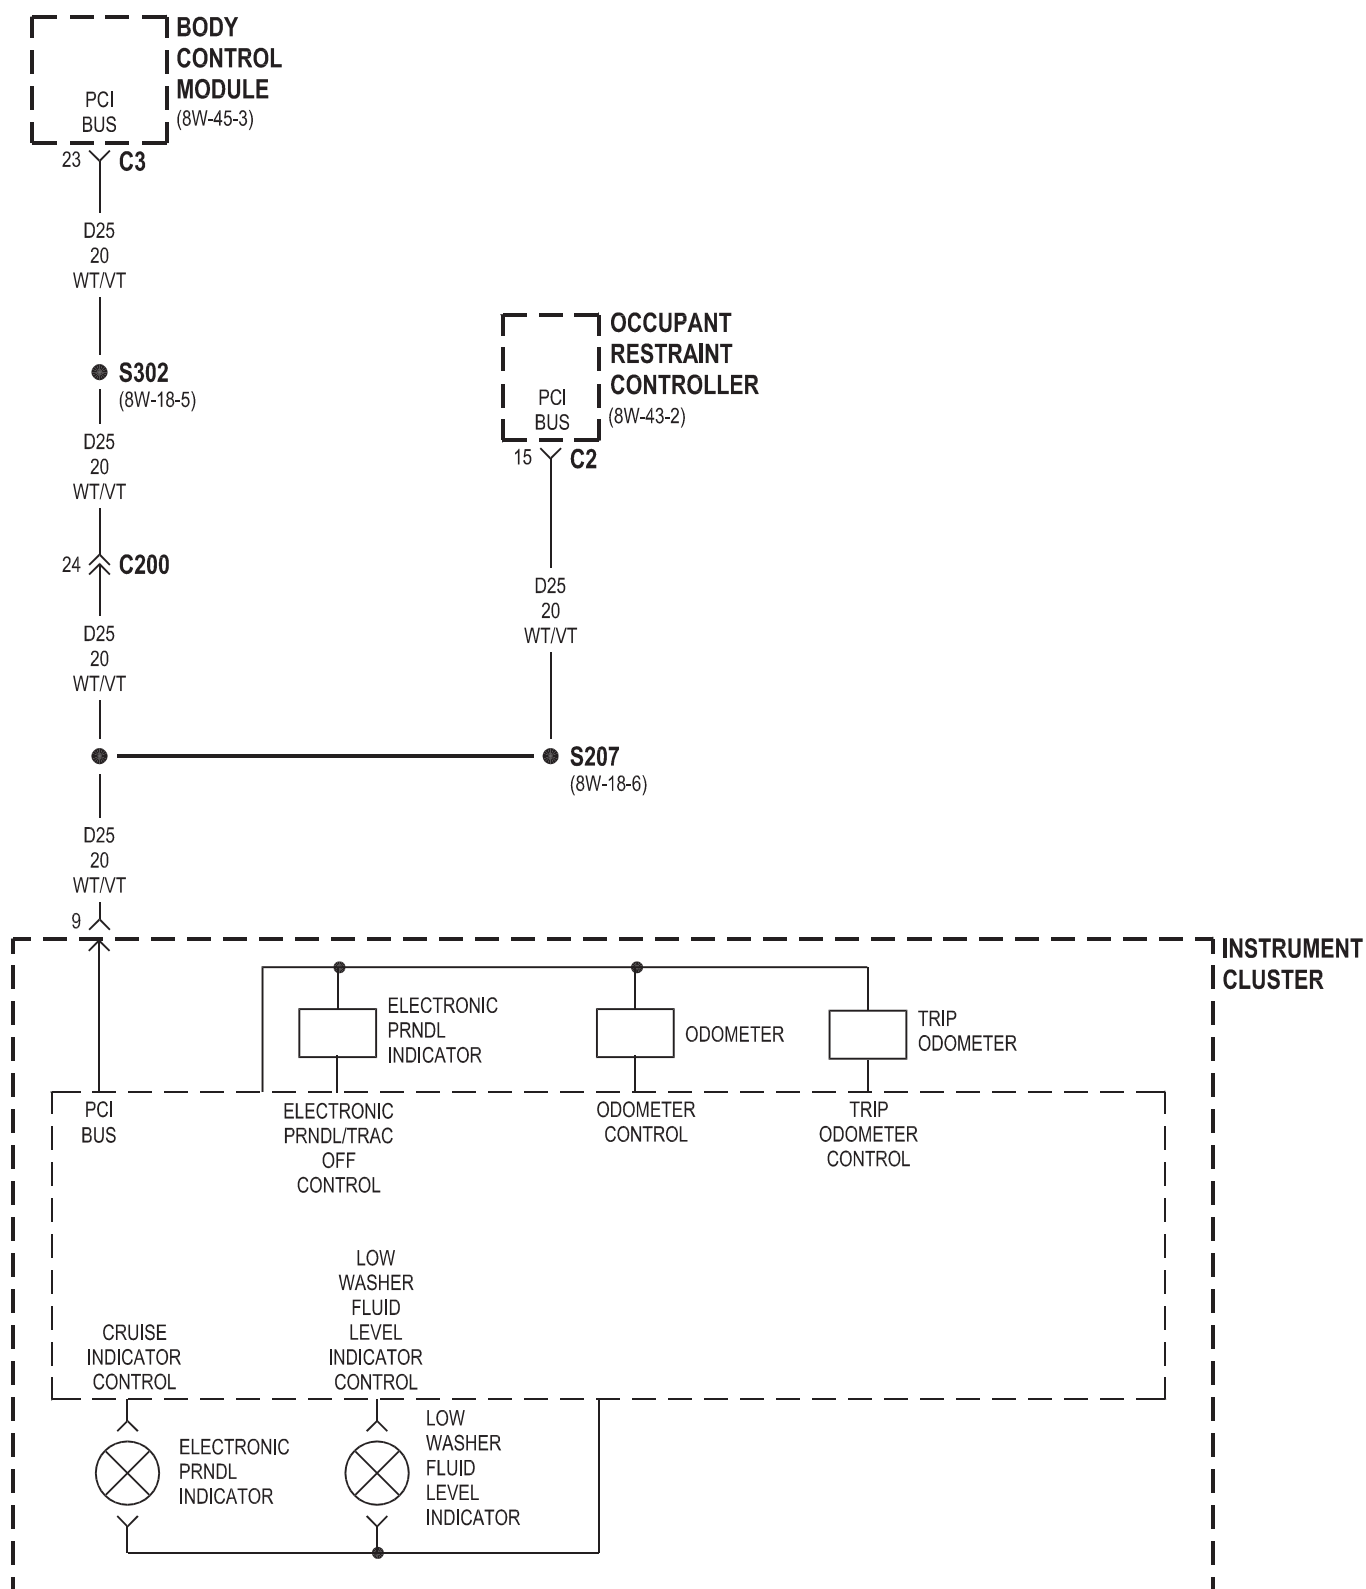 BODY
CONTROL
MODULE
(8W-45-3)
PCI
BUS
23
C3
D25
20
WT/VT
S302
(8W-18-5)
D25
20
WT/VT
24
C200
D25
20
WT/VT
OCCUPANT
RESTRAINT
CONTROLLER
(8W-43-2)
PCI
BUS
15
C2
D25
20
WT/VT
S207
(8W-18-6)
D25
20
WT/VT
9
INSTRUMENT
CLUSTER
ELECTRONIC
PRNDL
INDICATOR
ODOMETER
TRIP
ODOMETER
PCI
BUS
ELECTRONIC
PRNDL/TRAC
OFF
CONTROL
ODOMETER
CONTROL
TRIP
ODOMETER
CONTROL
CRUISE
INDICATOR
CONTROL
LOW
WASHER
FLUID
LEVEL
INDICATOR
CONTROL
ELECTRONIC
PRNDL
INDICATOR
LOW
WASHER
FLUID
LEVEL
INDICATOR